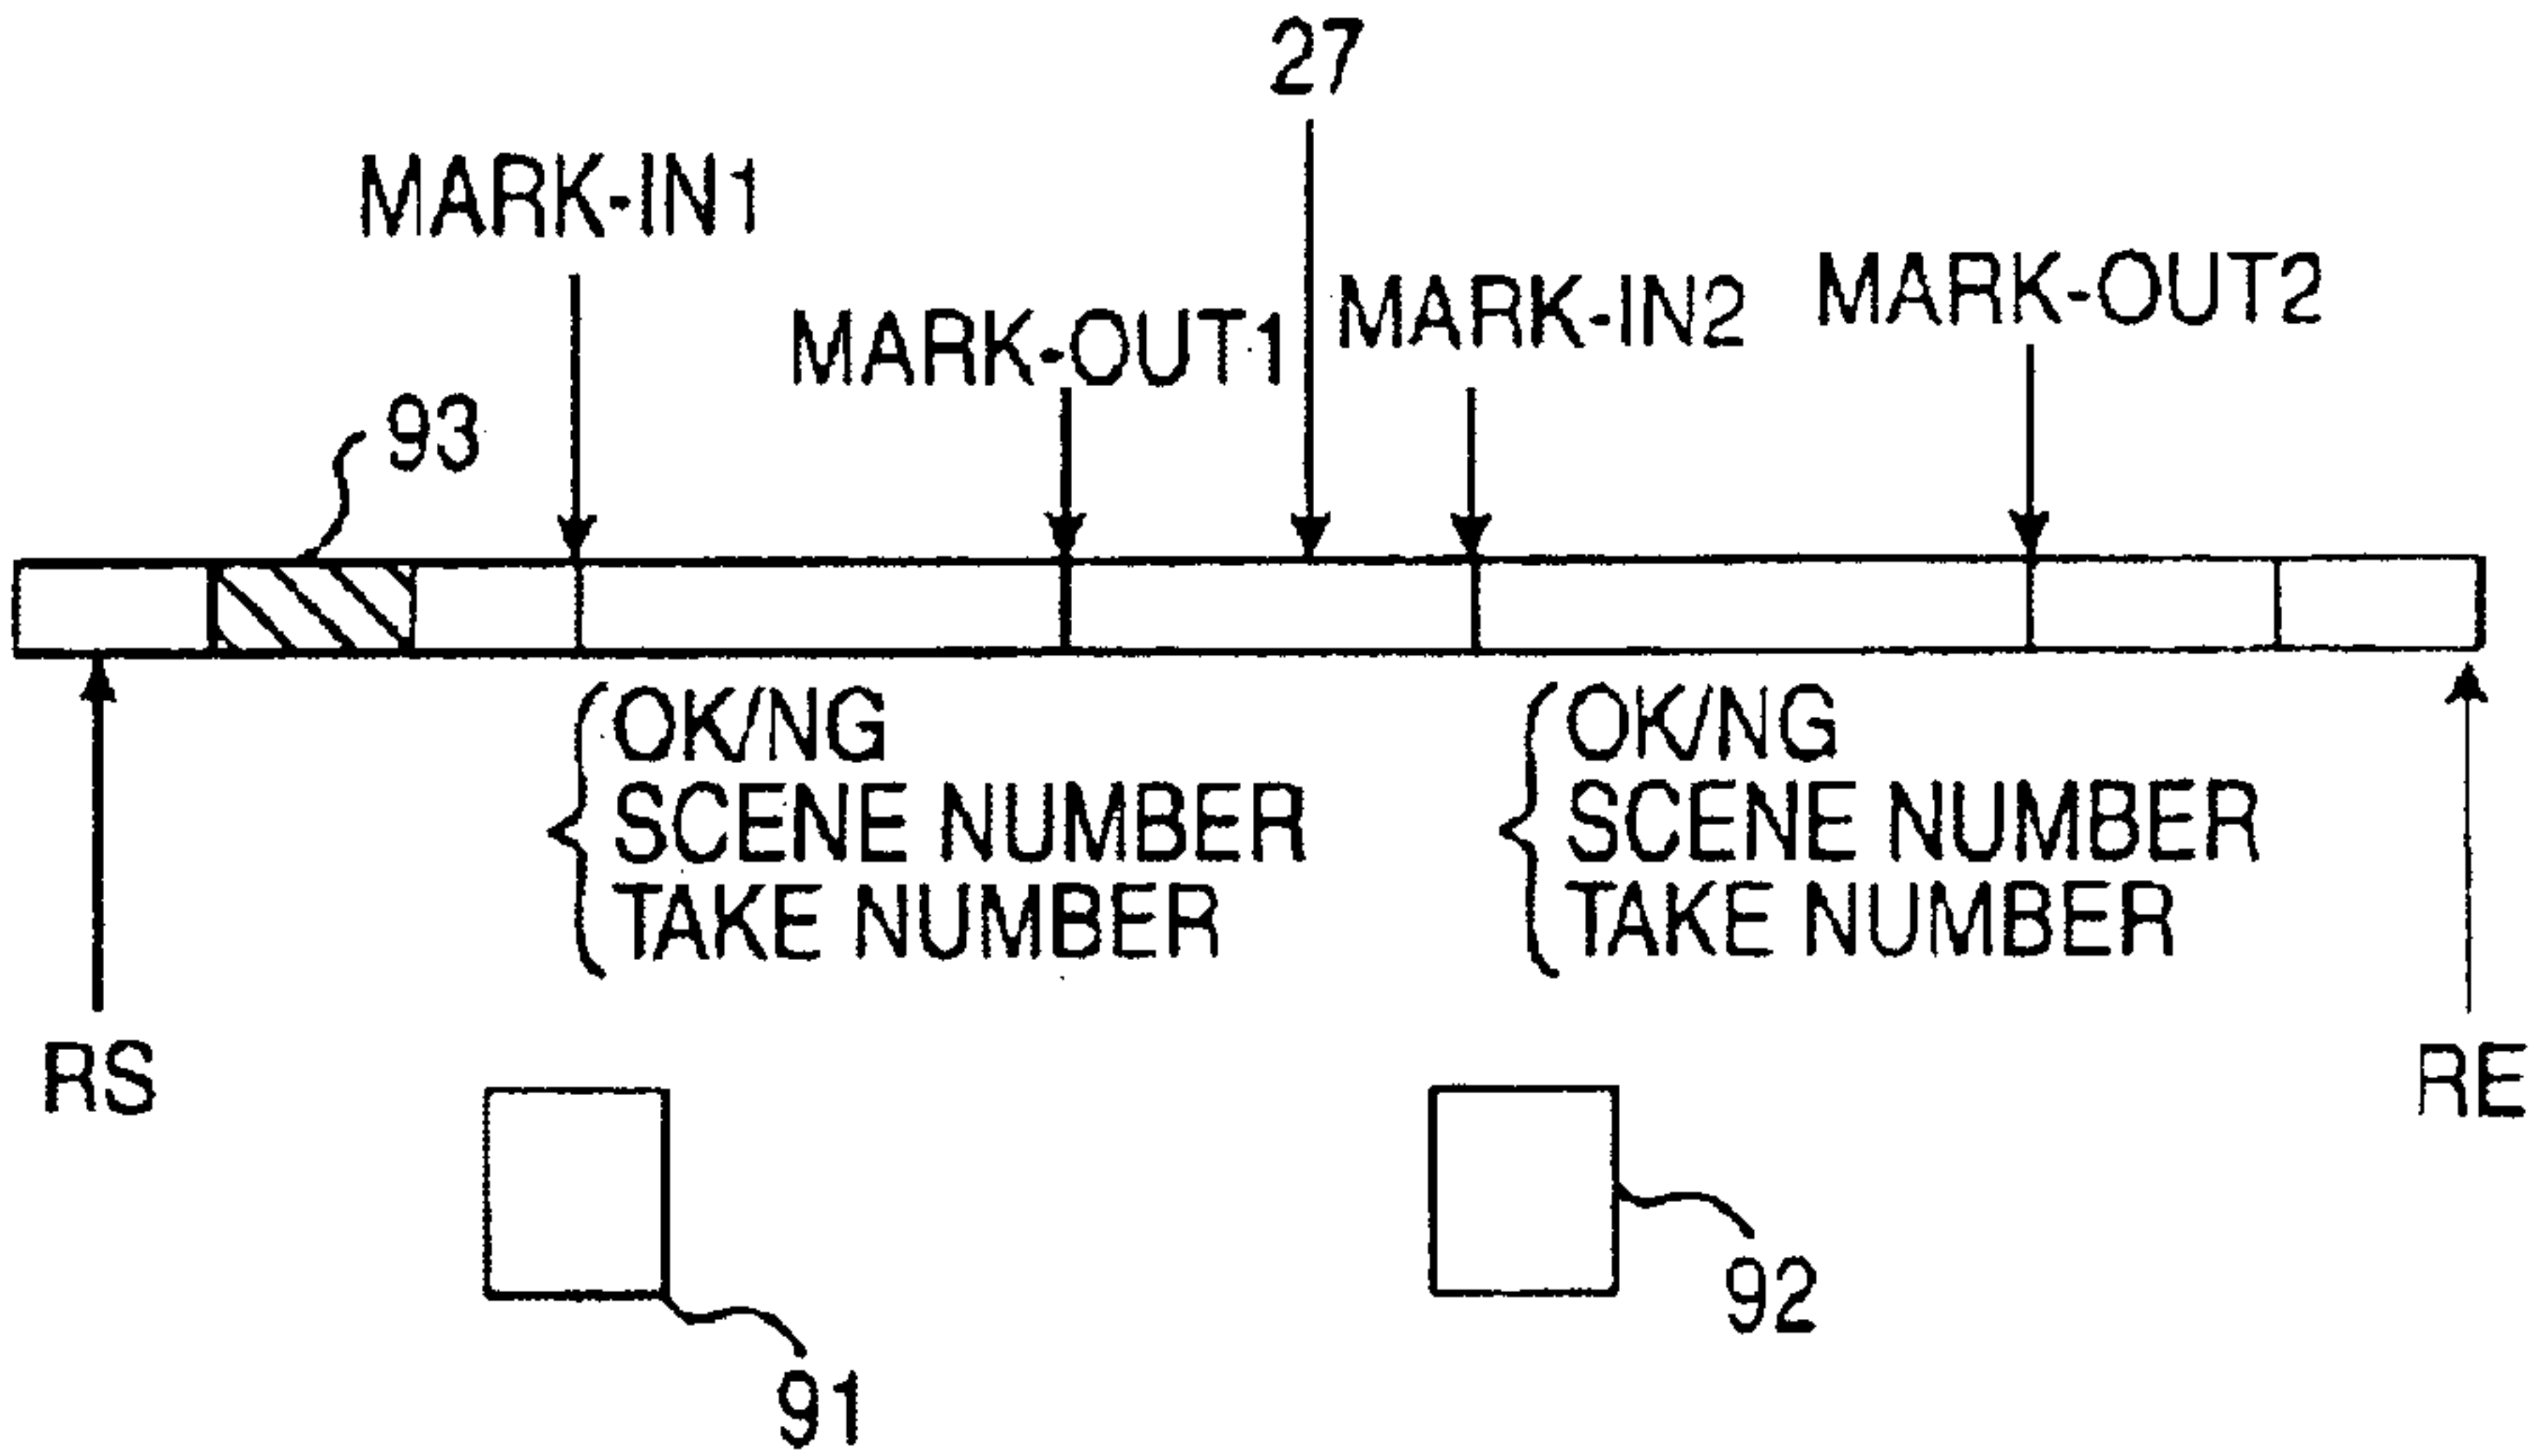 27
MARK-IN1
MARK-OUT1
MARK-IN2
MARK-OUT2
93
OK/NG
SCENE NUMBER
TAKE NUMBER
OK/NG
SCENE NUMBER
TAKE NUMBER
RS
RE
91
92